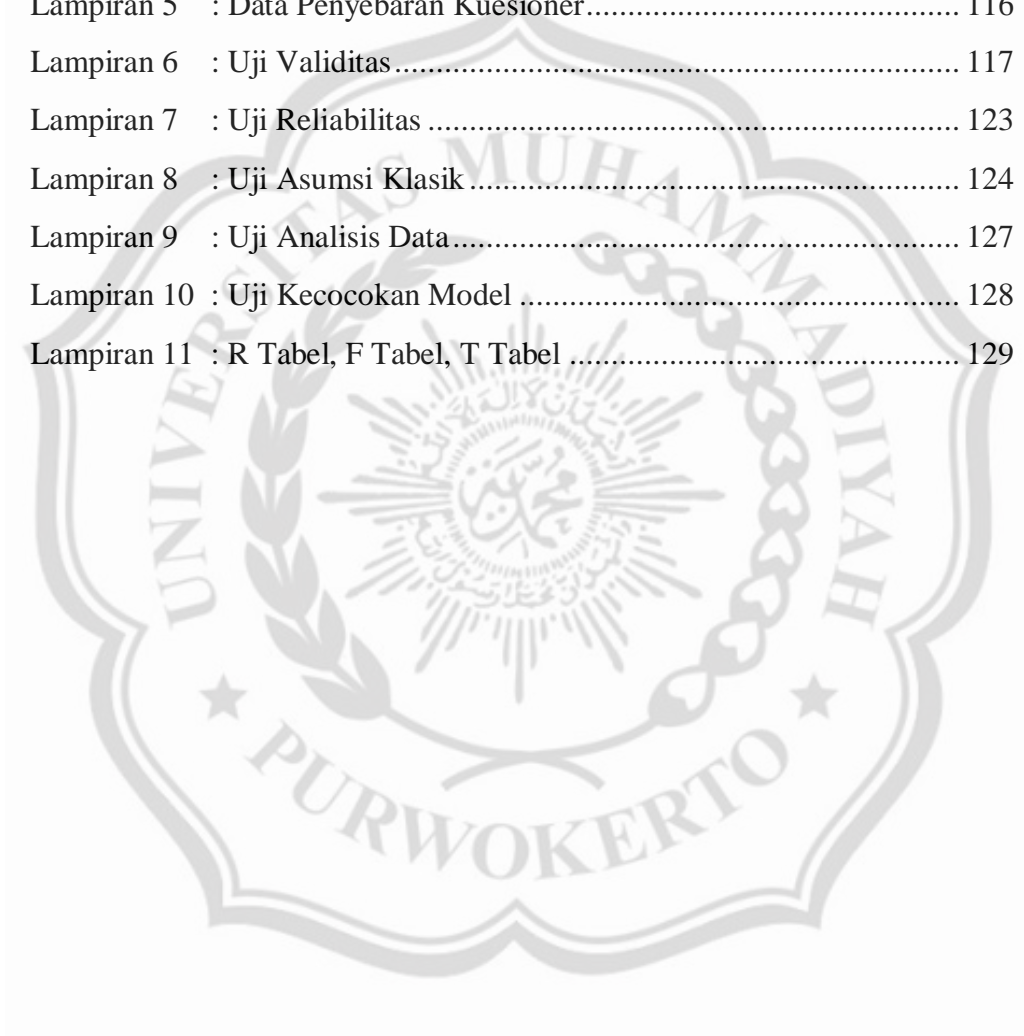 Lampiran 5 : Data Penyebaran Kuesioner.......................................... 116
Lampiran 6 : Uji Validitas.................................................................... 117
Lampiran 7 : Uji Reliabilitas ................................................................ 123
Lampiran 8 : Uji Asumsi Klasik ........................................................... 124
Lampiran 9 : Uji Analisis Data ............................................................. 127
Lampiran 10 : Uji Kecocokan Model ..................................................... 128
Lampiran 11 : R Tabel, F Tabel, T Tabel ............................................... 129
UNIVERSITAS MUHAMMADIYAH
PURWOKERTO